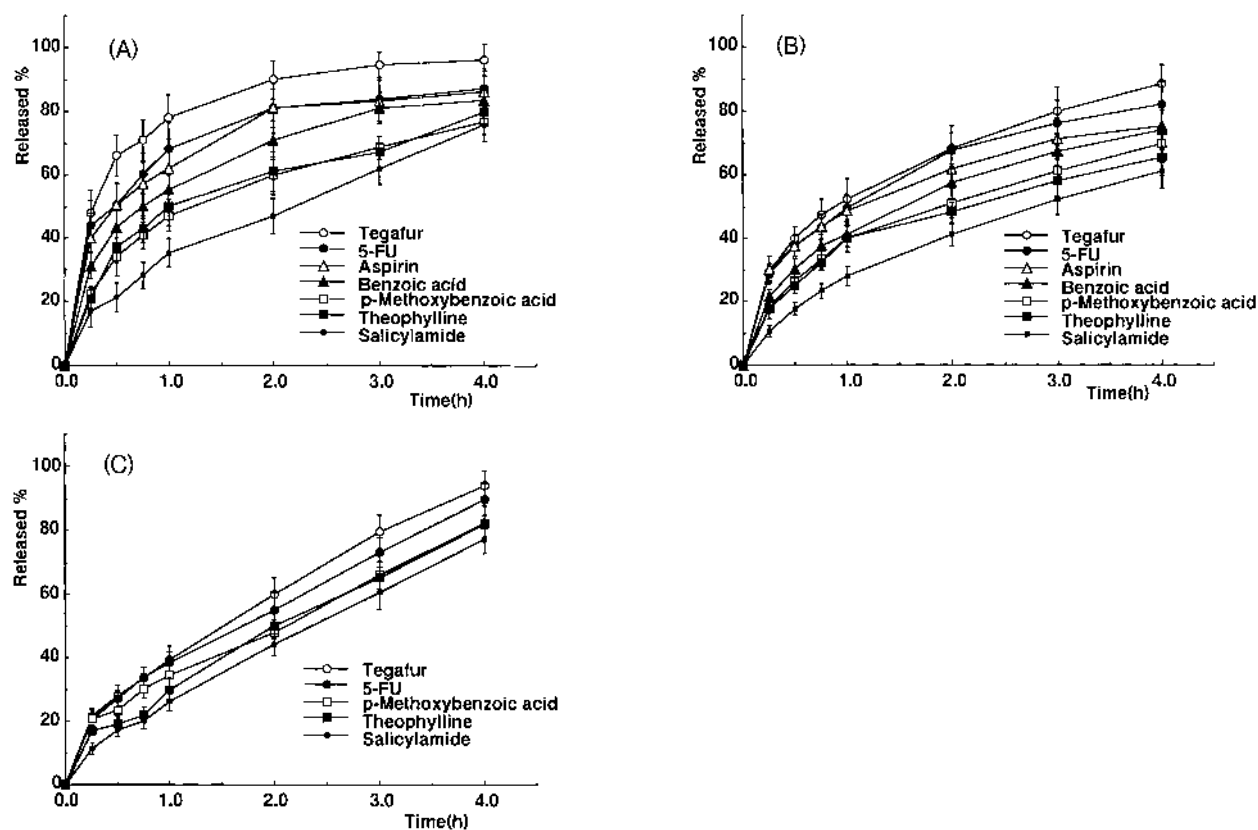 (A)
Released %
100
80
60
40
20
0
0.0 1.0 2.0 3.0 4.0
Time(h)
Tegafur
5-FU
Aspirin
Benzoic acid
p-Methoxybenzoic acid
Theophylline
Salicylamide
(B)
Released %
100
80
60
40
20
0
0.0 1.0 2.0 3.0 4.0
Time(h)
Tegafur
5-FU
Aspirin
Benzoic acid
p-Methoxybenzoic acid
Theophylline
Salicylamide
(C)
Released %
100
80
60
40
20
0
0.0 1.0 2.0 3.0 4.0
Time(h)
Tegafur
5-FU
p-Methoxybenzoic acid
Theophylline
Salicylamide